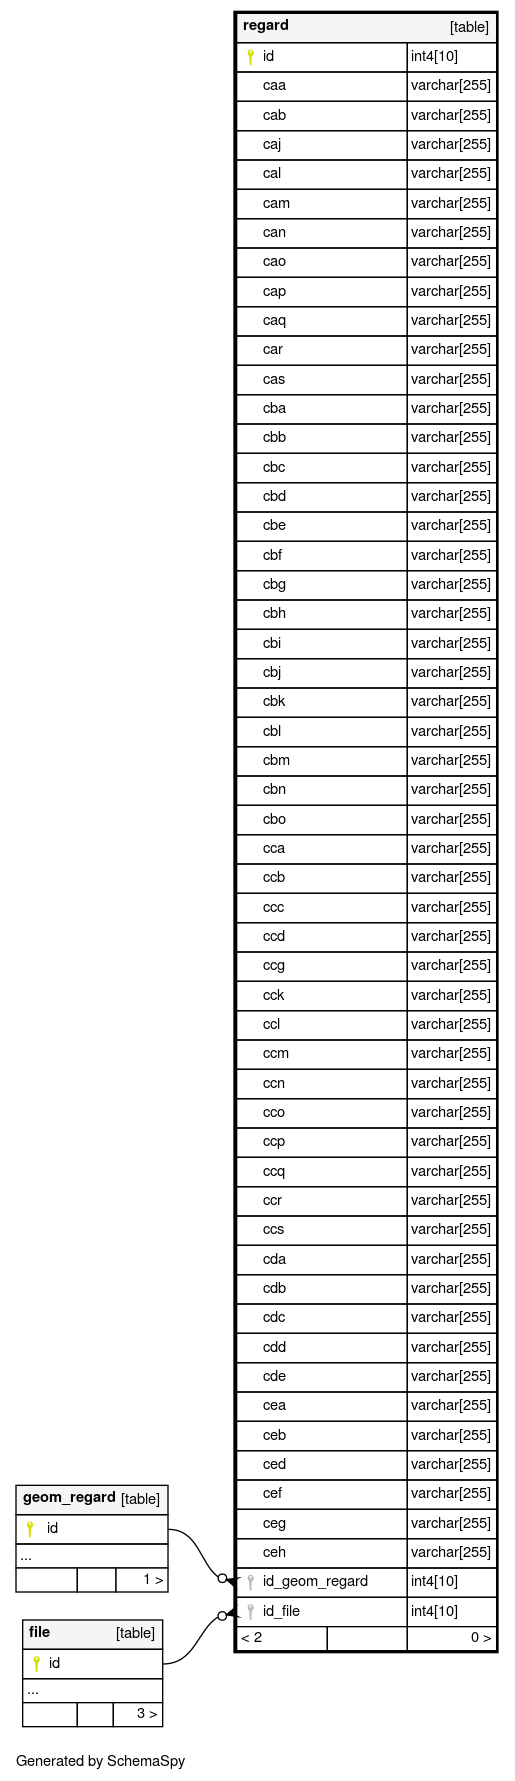 regard [table]
id int4[10]
caa varchar[255]
cab varchar[255]
caj varchar[255]
cal varchar[255]
cam varchar[255]
can varchar[255]
cao varchar[255]
cap varchar[255]
caq varchar[255]
car varchar[255]
cas varchar[255]
cba varchar[255]
cbb varchar[255]
cbc varchar[255]
cbd varchar[255]
cbe varchar[255]
cbf varchar[255]
cbg varchar[255]
cbh varchar[255]
cbi varchar[255]
cbj varchar[255]
cbk varchar[255]
cbl varchar[255]
cbm varchar[255]
cbn varchar[255]
cbo varchar[255]
cca varchar[255]
ccb varchar[255]
ccc varchar[255]
ccd varchar[255]
ccg varchar[255]
cck varchar[255]
ccl varchar[255]
ccm varchar[255]
ccn varchar[255]
cco varchar[255]
ccp varchar[255]
ccq varchar[255]
ccr varchar[255]
ccs varchar[255]
cda varchar[255]
cdb varchar[255]
cdc varchar[255]
cdd varchar[255]
cde varchar[255]
cea varchar[255]
ceb varchar[255]
ced varchar[255]
cef varchar[255]
ceg varchar[255]
ceh varchar[255]
id_geom_regard int4[10]
id_file int4[10]
< 2 0 >
geom_regard [table]
id
...
1 >
file [table]
id
...
3 >
Generated by SchemaSpy